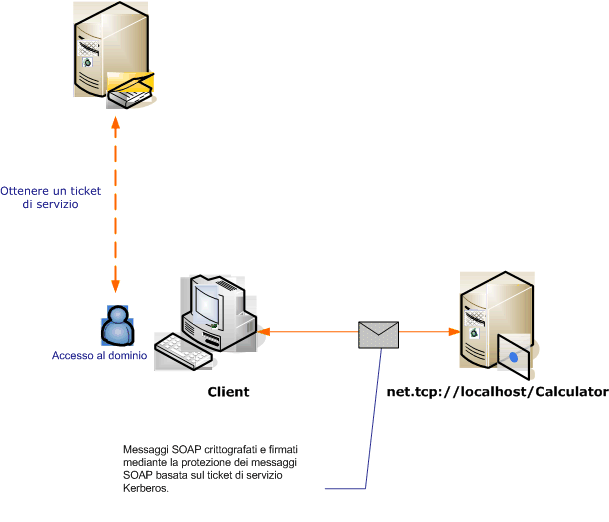 Ottenere un ticket
di servizio
Accesso al dominio
Client
net.tcp://localhost/Calculator
Messaggi SOAP crittografati e firmati
mediante la protezione dei messaggi
SOAP basata sul ticket di servizio
Kerberos.